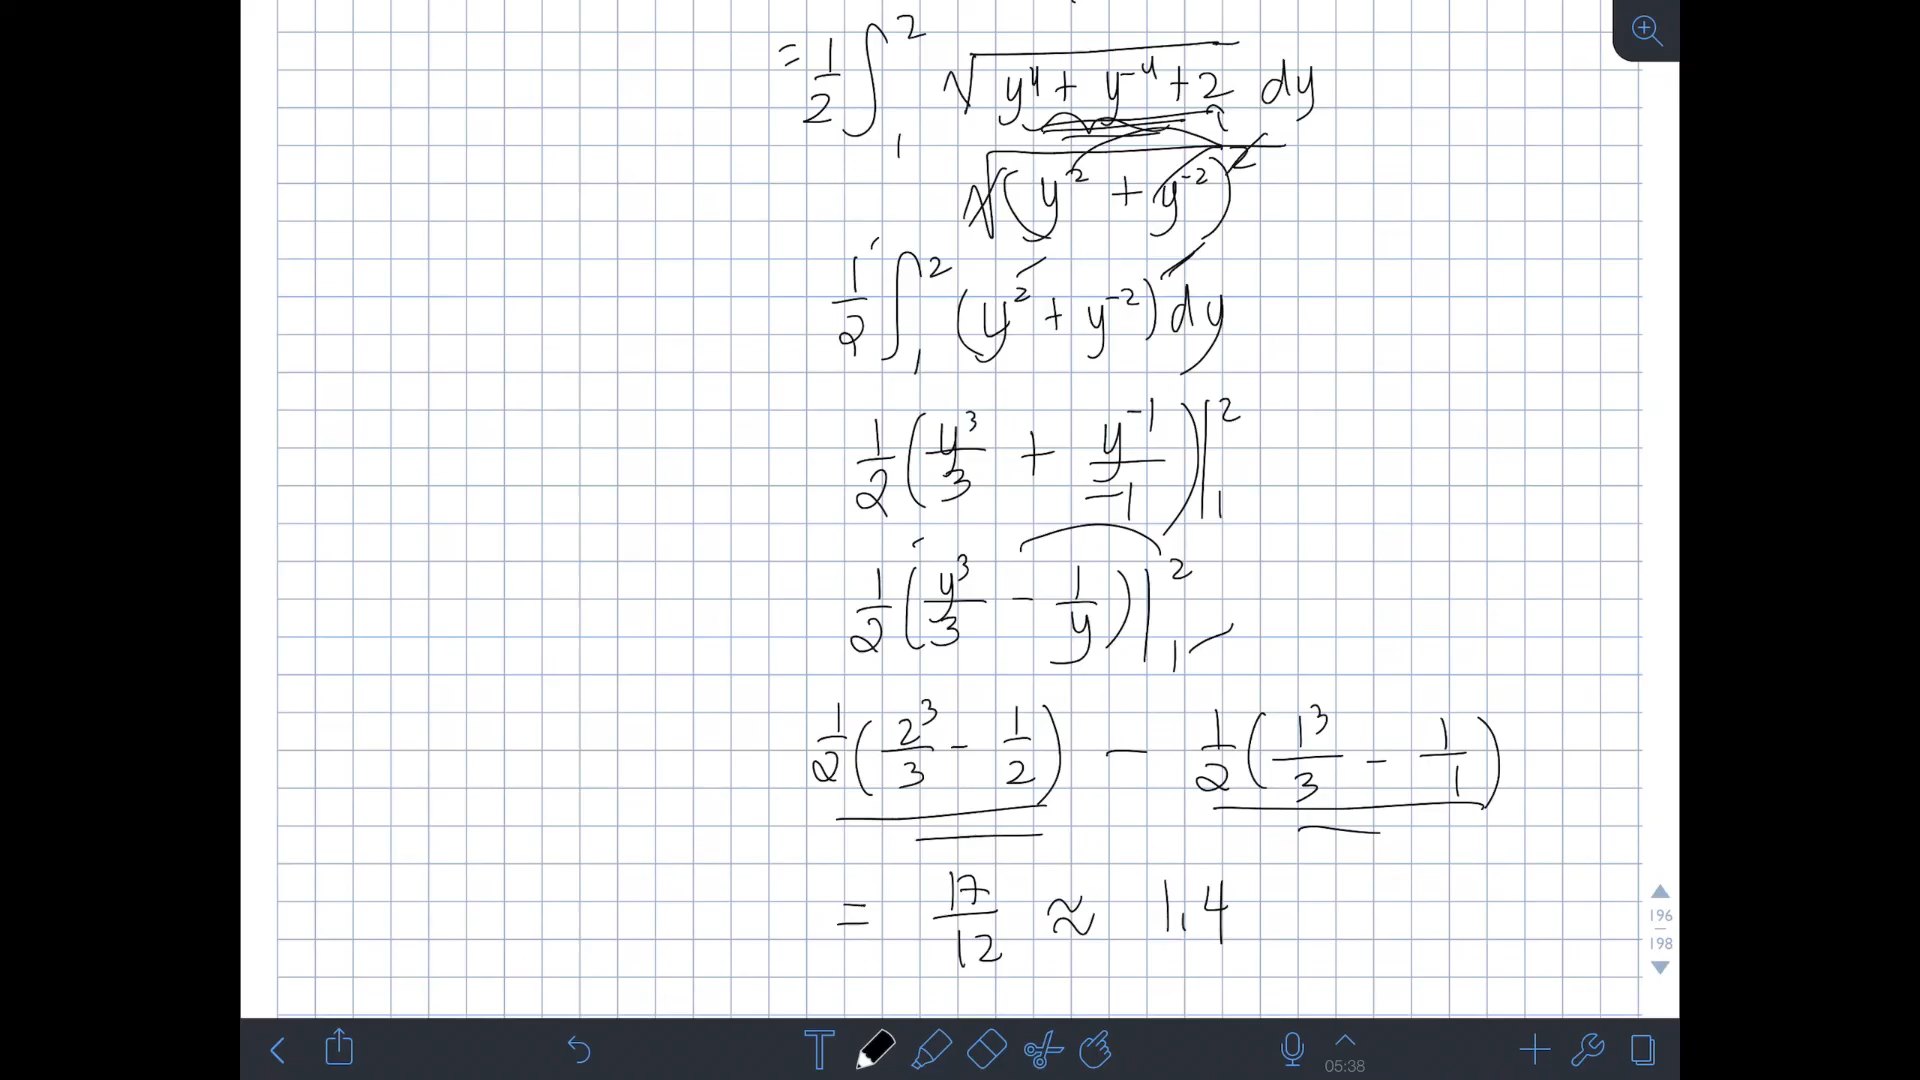 = 1/2 ∫₁² √(y⁴ + y⁻⁴ + 2) dy
√(y² + y⁻²)²
1/2 ∫₁² (y² + y⁻²) dy
1/2 (y³/3 + y⁻¹/−1) |₁²
1/2 (y³/3 − 1/y) |₁²
1/2 (2³/3 − 1/2) − 1/2 (1³/3 − 1/1)
= 17/12 ≈ 1.4
196
198
T
05:38